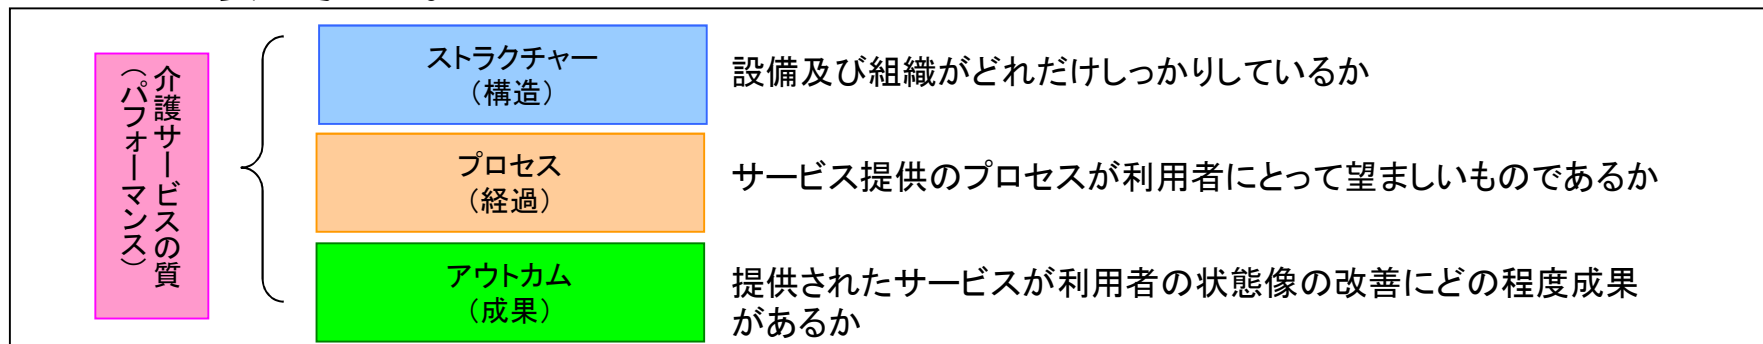 介護サービスの質
（パフォーマンス）
ストラクチャー
（構造）
設備及び組織がどれだけしっかりしているか
プロセス
（経過）
サービス提供のプロセスが利用者にとって望ましいものであるか
アウトカム
（成果）
提供されたサービスが利用者の状態像の改善にどの程度成果
があるか